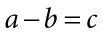 a − b = c